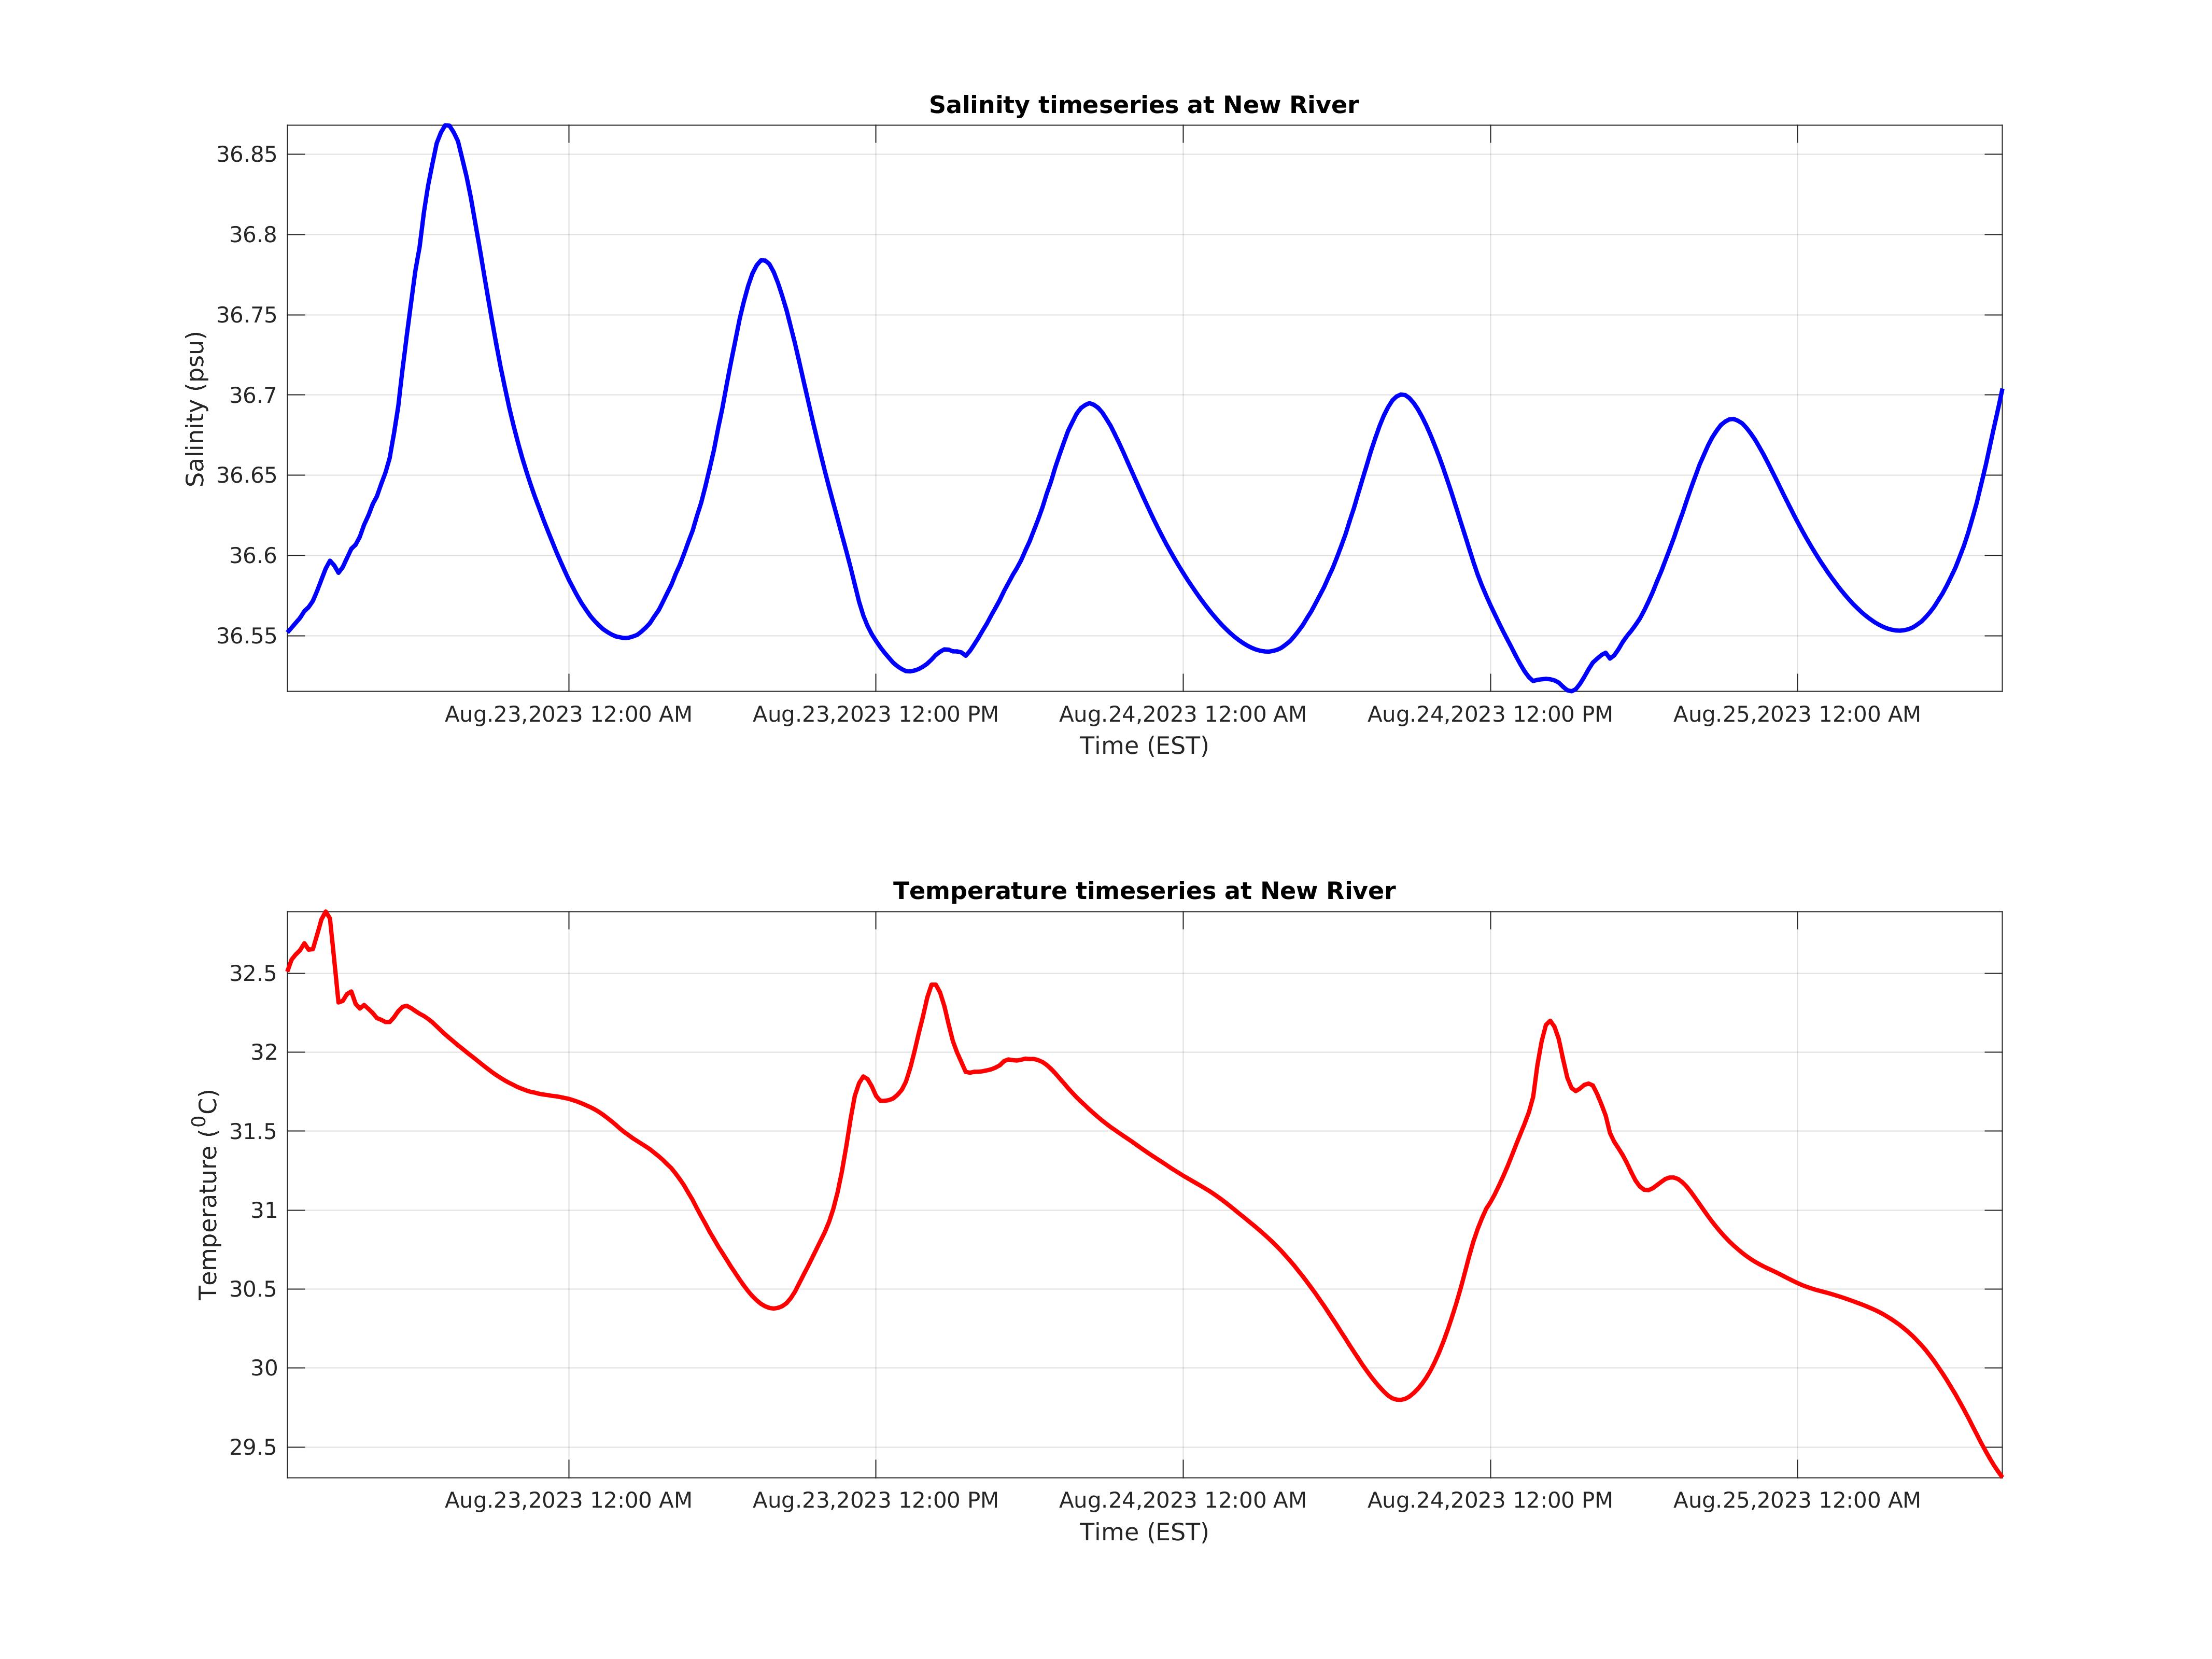 Salinity timeseries at New River
36.85
36.8
36.75
36.7
36.65
36.6
36.55
Salinity (psu)
Aug.23,2023 12:00 AM Aug.23,2023 12:00 PM Aug.24,2023 12:00 AM Aug.24,2023 12:00 PM Aug.25,2023 12:00 AM
Time (EST)
Temperature timeseries at New River
32.5
32
31.5
31
30.5
30
29.5
Temperature (⁰C)
Aug.23,2023 12:00 AM Aug.23,2023 12:00 PM Aug.24,2023 12:00 AM Aug.24,2023 12:00 PM Aug.25,2023 12:00 AM
Time (EST)